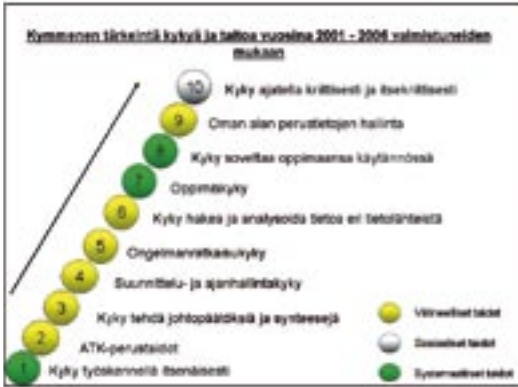 Kymmenen tärkeintä kykyä ja taitoa vuosina 2001 - 2006 valmistuneiden
mukaan
10 Kyky ajatella kriittisesti ja itsekriittisesti
9 Oman alan perustietojen hallinta
8 Kyky soveltaa oppimaansa käytännössä
7 Oppimiskyky
6 Kyky hakea ja analysoida tietoa eri tietolähteistä
5 Ongelmanratkaisukyky
4 Suunnittelu- ja ajanhallintakyky
3 Kyky tehdä johtopäätöksiä ja synteesejä
2 ATK-perustaidot
1 Kyky työskennellä itsenäisesti
Välineelliset taidot
Sosiaaliset taidot
Systemaattiset taidot